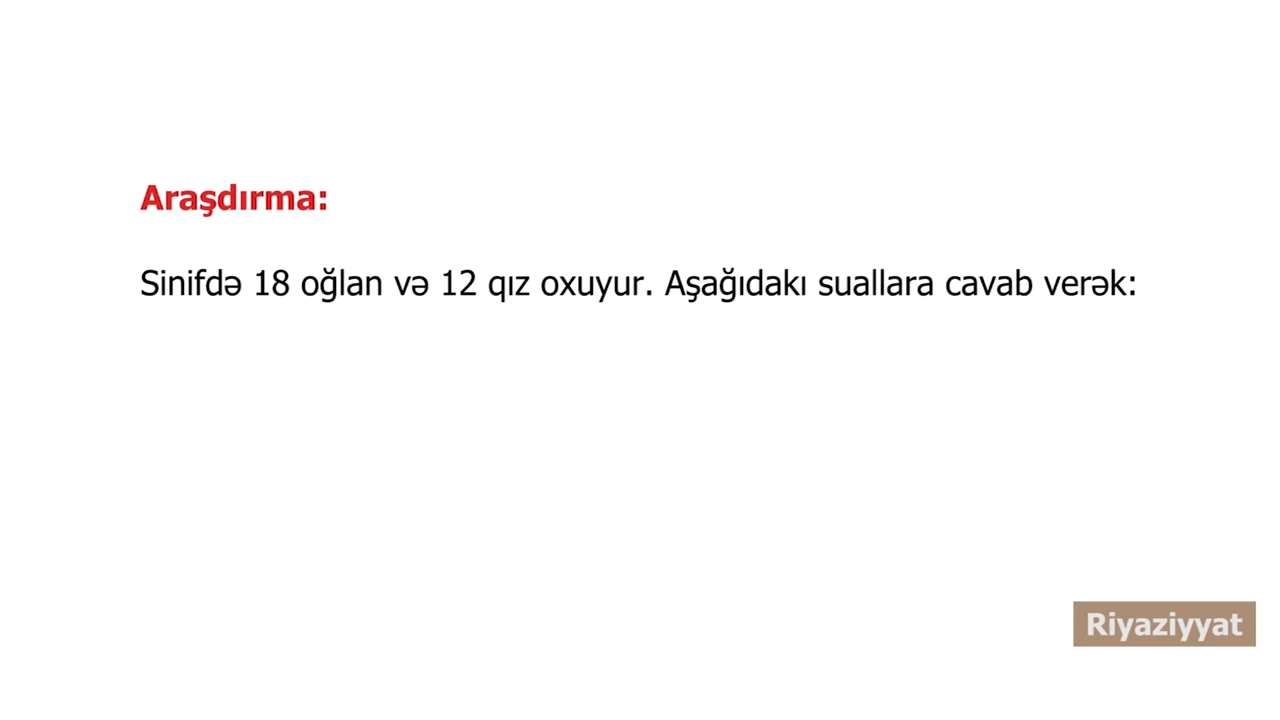 Araşdırma:
Sinifdə 18 oğlan və 12 qız oxuyur. Aşağıdakı suallara cavab verək:
Riyaziyyat